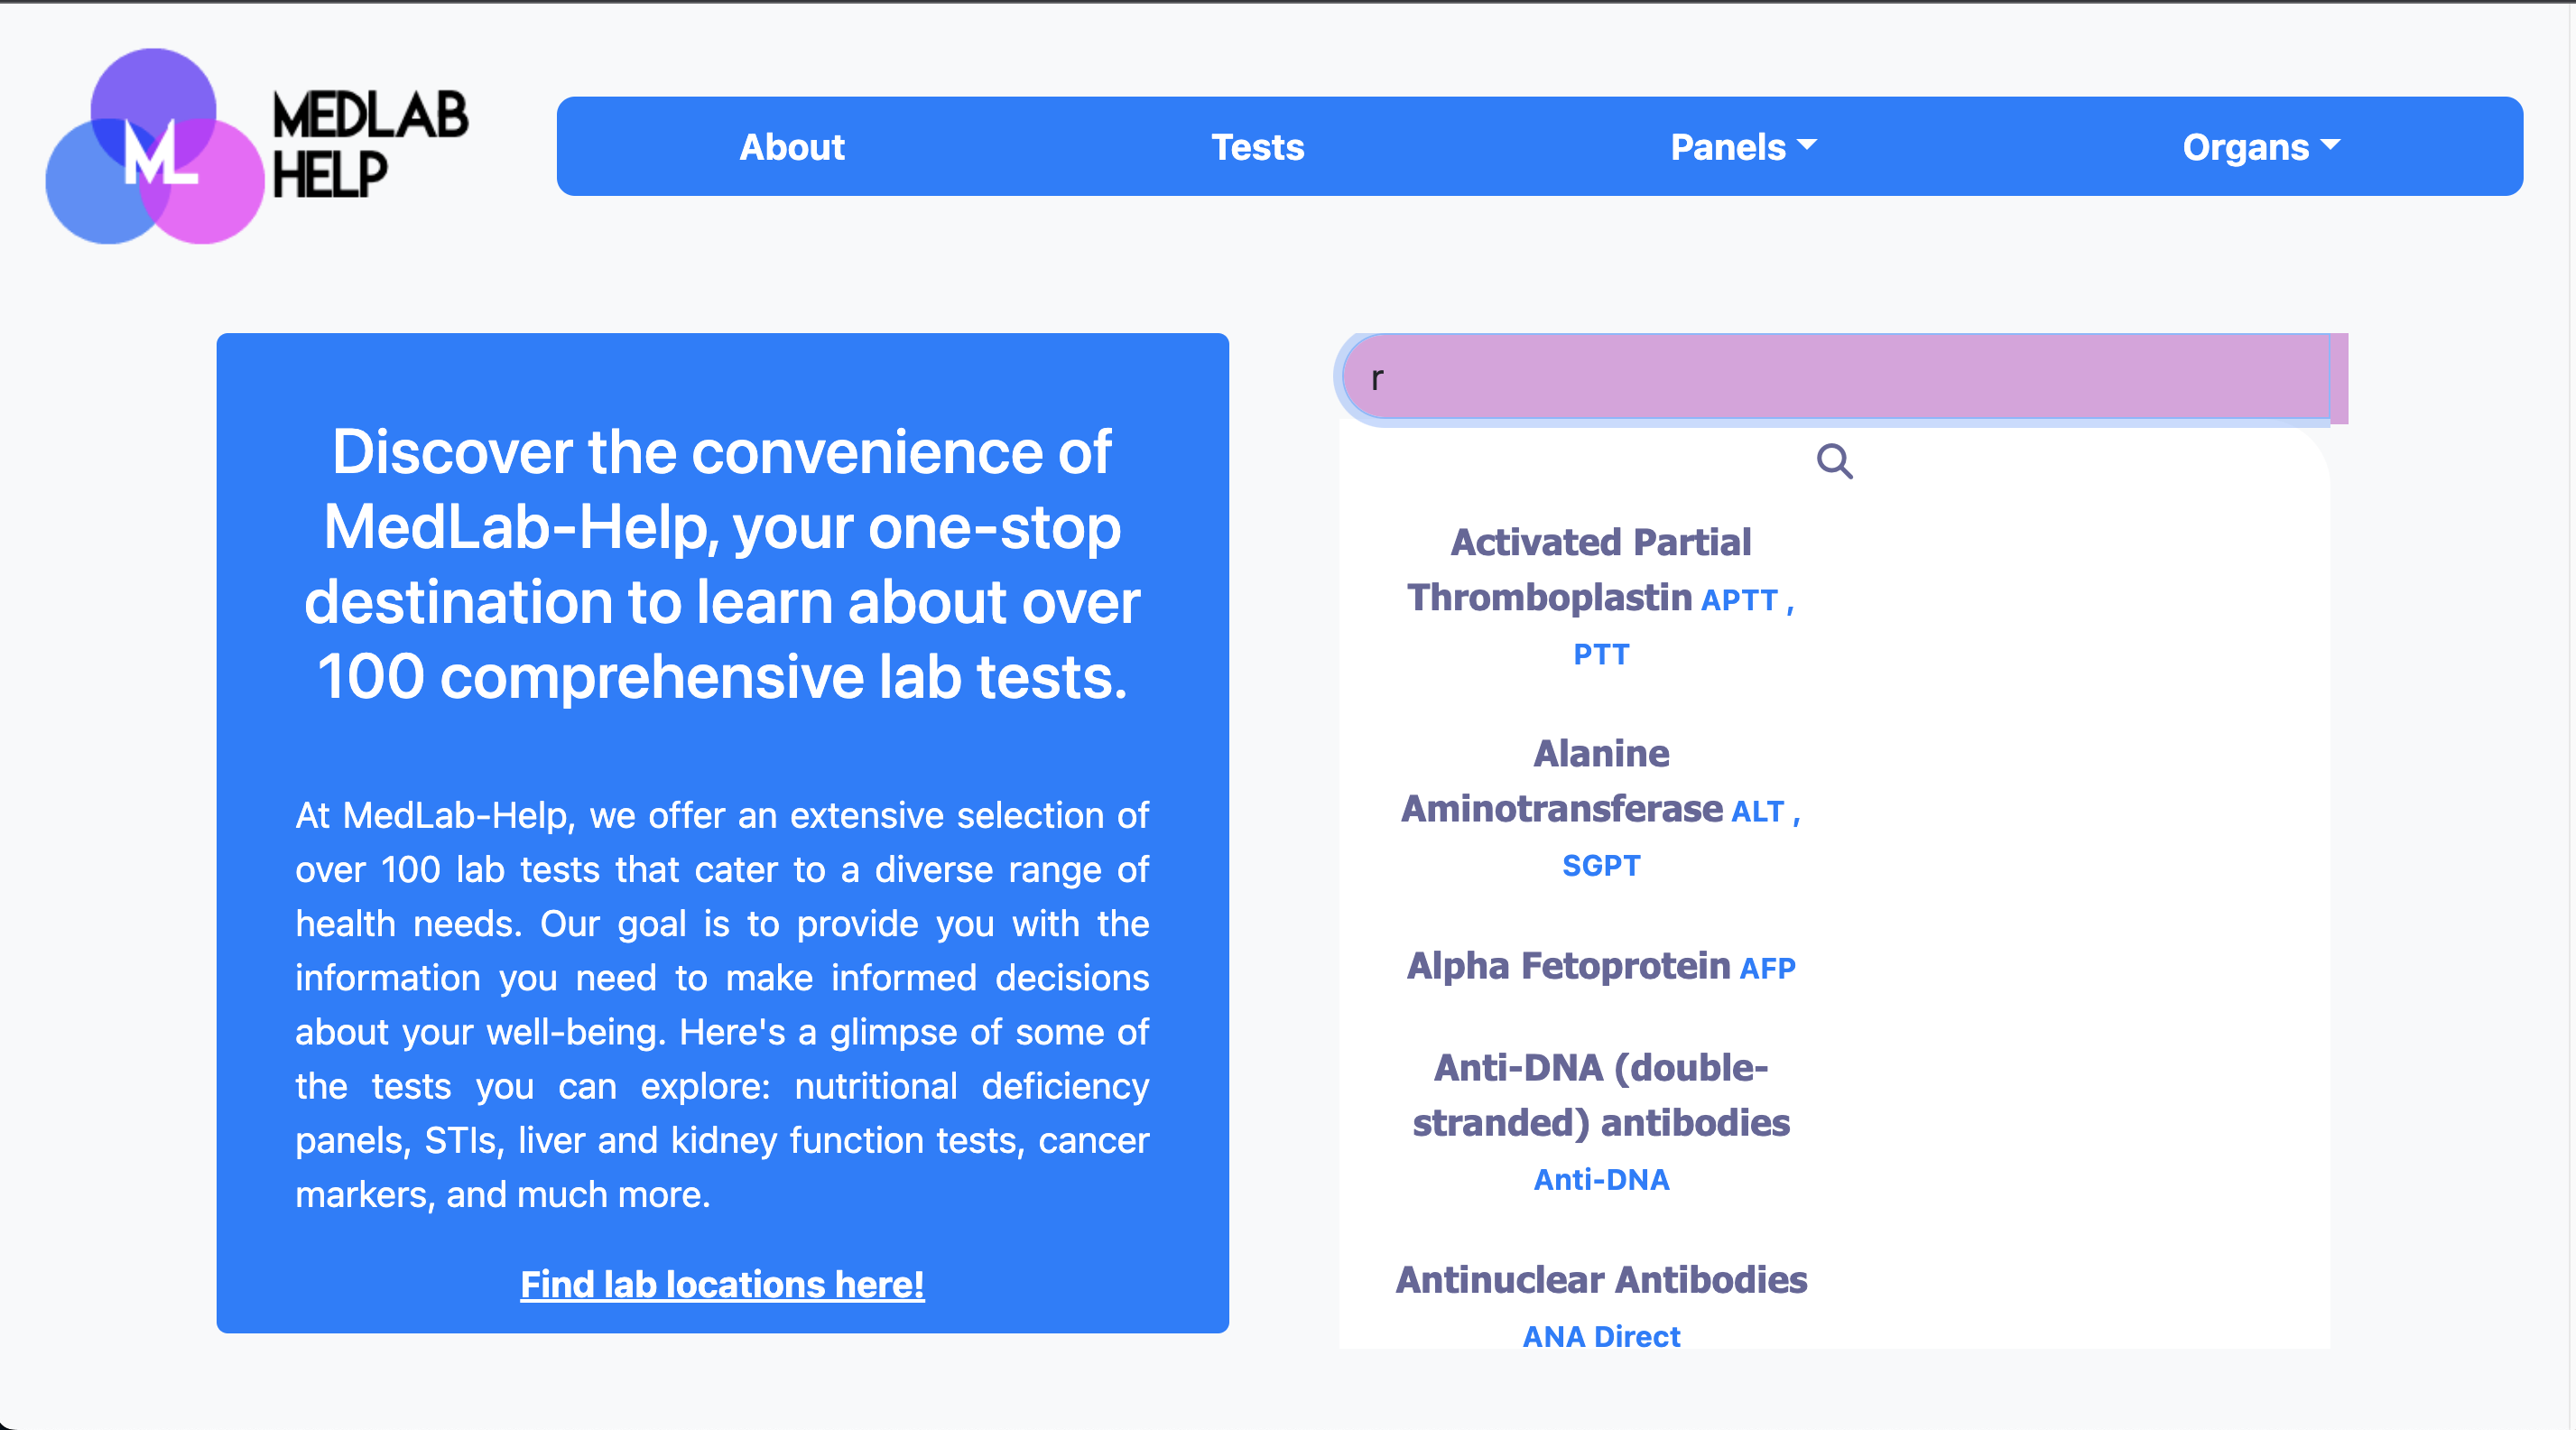 ML
MEDLAB
HELP
About
Tests
Panels
Organs
Discover the convenience of
MedLab-Help, your one-stop
destination to learn about over
100 comprehensive lab tests.
At MedLab-Help, we offer an extensive selection of
over 100 lab tests that cater to a diverse range of
health needs. Our goal is to provide you with the
information you need to make informed decisions
about your well-being. Here's a glimpse of some of
the tests you can explore: nutritional deficiency
panels, STIs, liver and kidney function tests, cancer
markers, and much more.
Find lab locations here!
r
Activated Partial
Thromboplastin APTT ,
PTT
Alanine
Aminotransferase ALT ,
SGPT
Alpha Fetoprotein AFP
Anti-DNA (double-
stranded) antibodies
Anti-DNA
Antinuclear Antibodies
ANA Direct